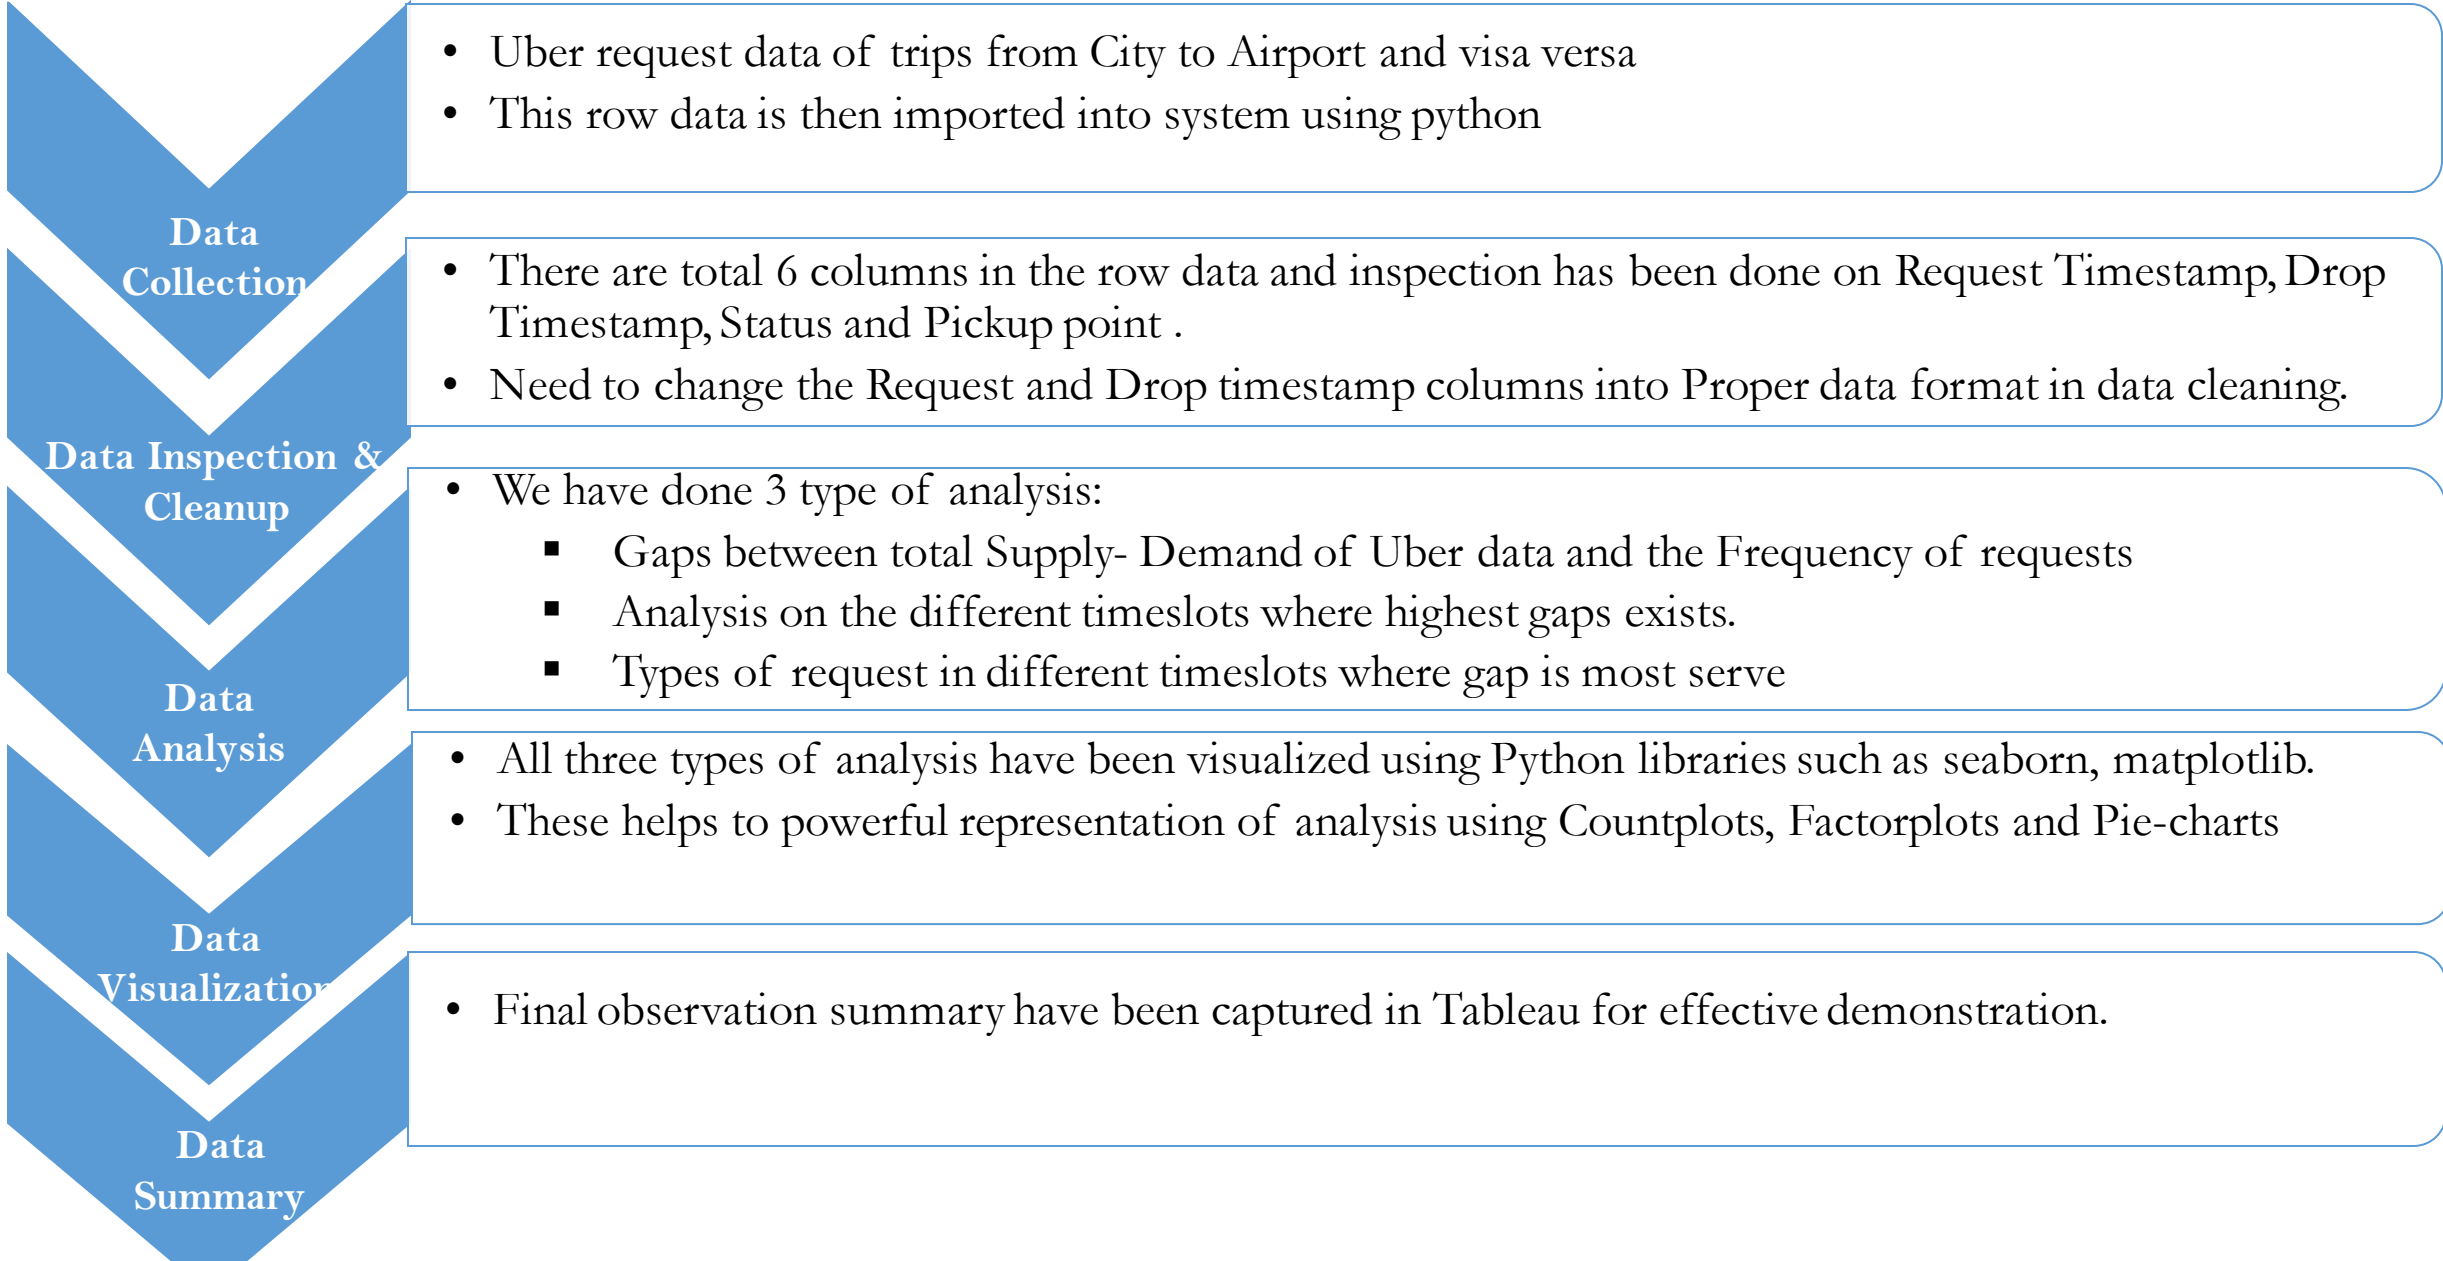 • Uber request data of trips from City to Airport and visa versa
• This row data is then imported into system using python
Data
Collection
• There are total 6 columns in the row data and inspection has been done on Request Timestamp, Drop
Timestamp, Status and Pickup point .
• Need to change the Request and Drop timestamp columns into Proper data format in data cleaning.
Data Inspection &
Cleanup
• We have done 3 type of analysis:
▪ Gaps between total Supply- Demand of Uber data and the Frequency of requests
▪ Analysis on the different timeslots where highest gaps exists.
▪ Types of request in different timeslots where gap is most serve
Data
Analysis
• All three types of analysis have been visualized using Python libraries such as seaborn, matplotlib.
• These helps to powerful representation of analysis using Countplots, Factorplots and Pie-charts
Data
Visualization
• Final observation summary have been captured in Tableau for effective demonstration.
Data
Summary